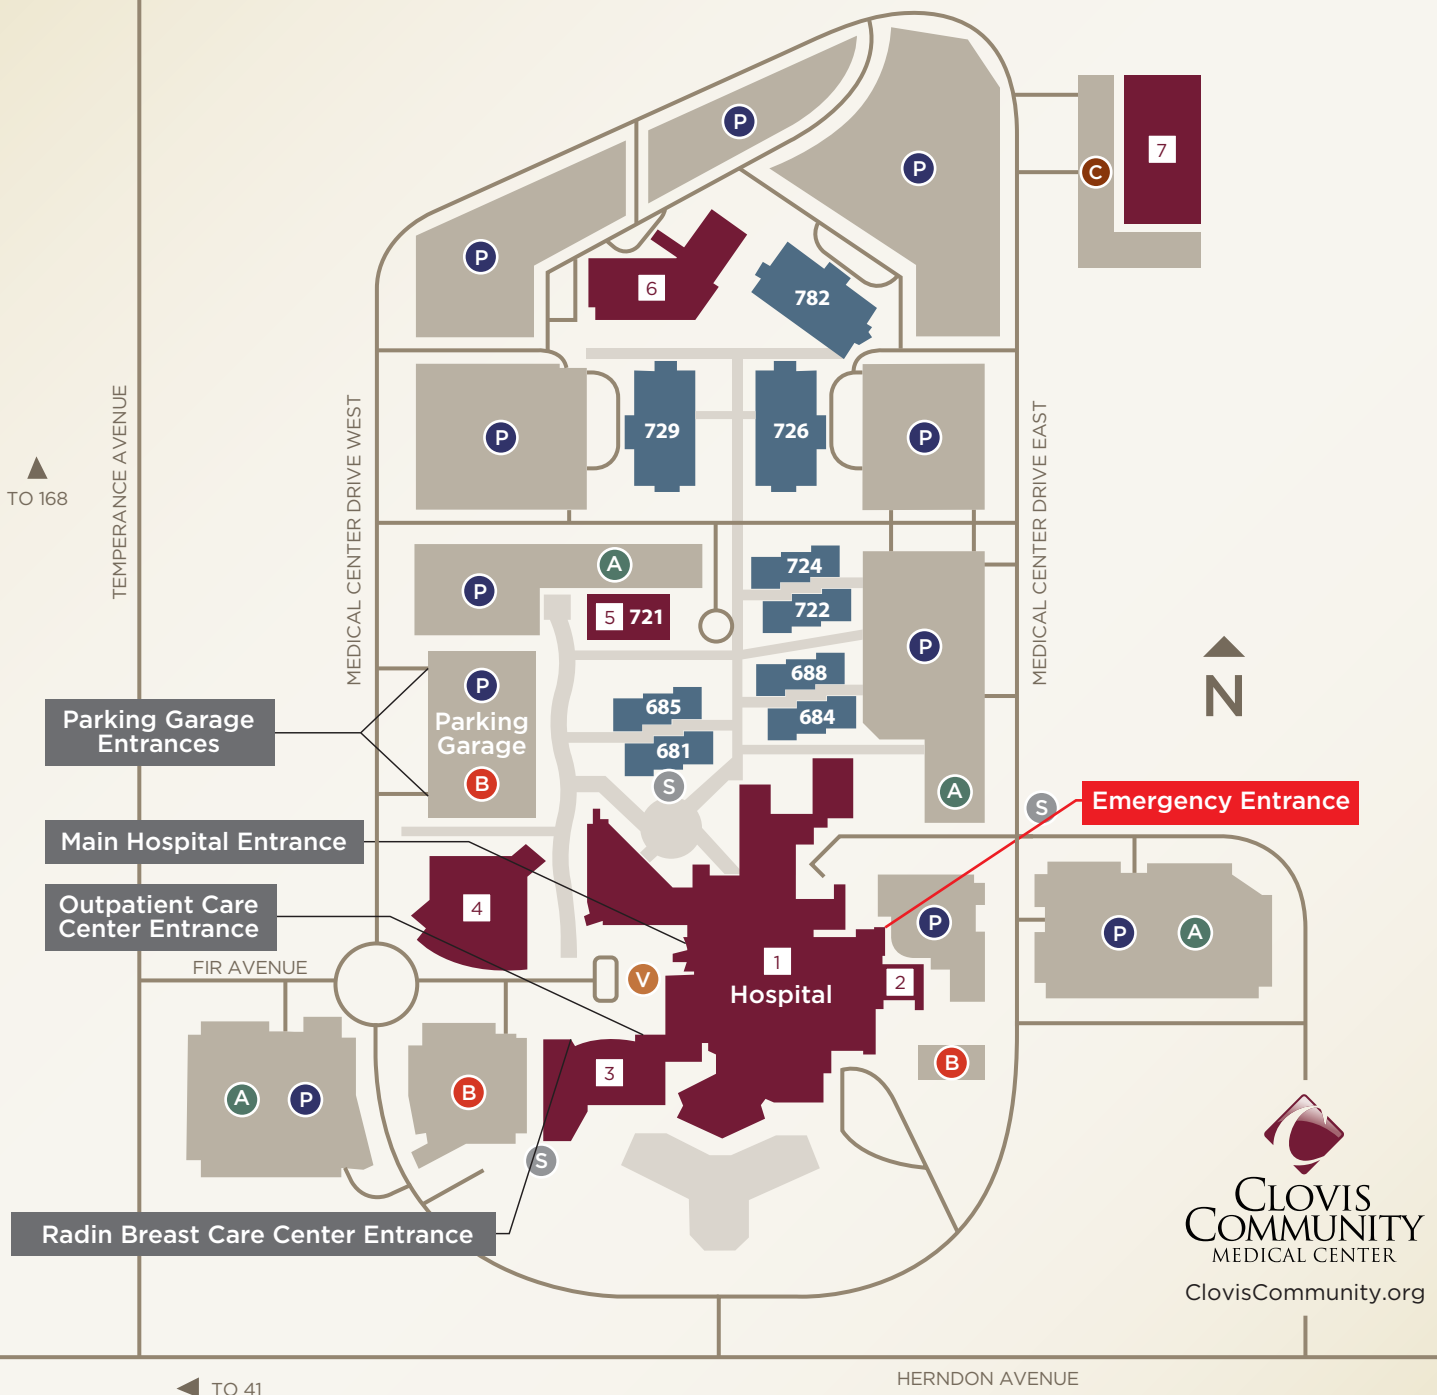 P
P
7
C
P
6
782
TEMPERANCE AVENUE
MEDICAL CENTER DRIVE WEST
MEDICAL CENTER DRIVE EAST
P
729
726
P
TO 168
A
724
P
5 721
722
P
N
688
P
685
684
Parking Garage
Entrances
Parking
Garage
681
B
S
A
S
Emergency Entrance
Main Hospital Entrance
Outpatient Care
Center Entrance
4
P
P
A
FIR AVENUE
V
1
Hospital
2
B
3
A
P
B
S
Radin Breast Care Center Entrance
CLOVIS
COMMUNITY
MEDICAL CENTER
ClovisCommunity.org
HERNDON AVENUE
TO 41